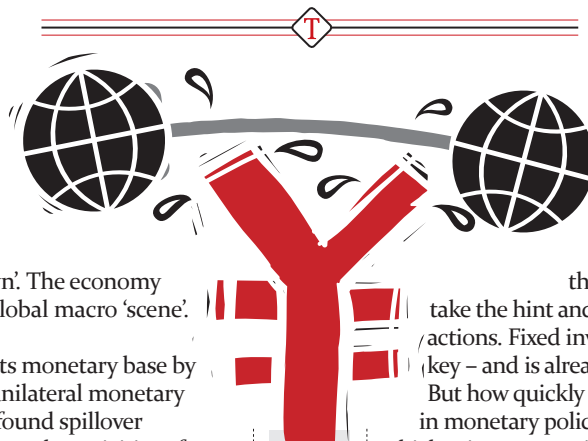 T
vn'. The economy
lobal macro 'scene'.
ts monetary base by
nilateral monetary
found spillover
th
take the hint and
actions. Fixed inv
key – and is alrea
But how quickly
in monetary polic